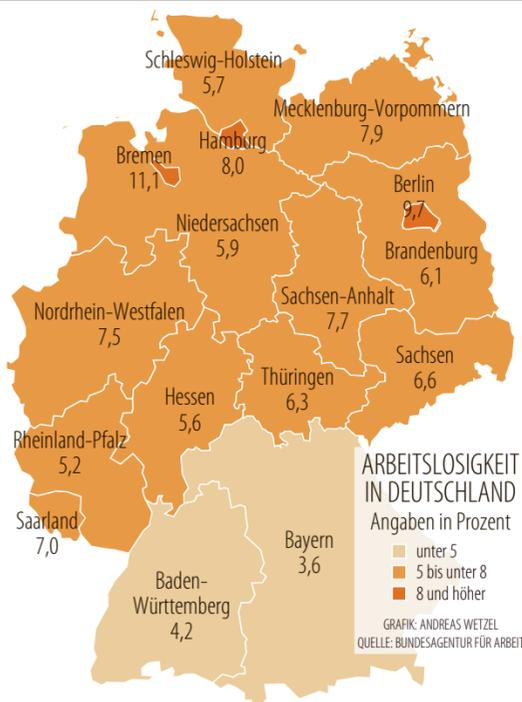 Schleswig-Holstein
5,7
Mecklenburg-Vorpommern
7,9
Hamburg
8,0
Bremen
11,1
Berlin
9,7
Niedersachsen
5,9
Brandenburg
6,1
Sachsen-Anhalt
7,7
Nordrhein-Westfalen
7,5
Sachsen
6,6
Thüringen
6,3
Hessen
5,6
Rheinland-Pfalz
5,2
Saarland
7,0
Bayern
3,6
Baden-
Württemberg
4,2
ARBEITSLOSIGKEIT
IN DEUTSCHLAND
Angaben in Prozent
unter 5
5 bis unter 8
8 und höher
GRAFIK: ANDREAS WETZEL
QUELLE: BUNDESAGENTUR FÜR ARBEIT